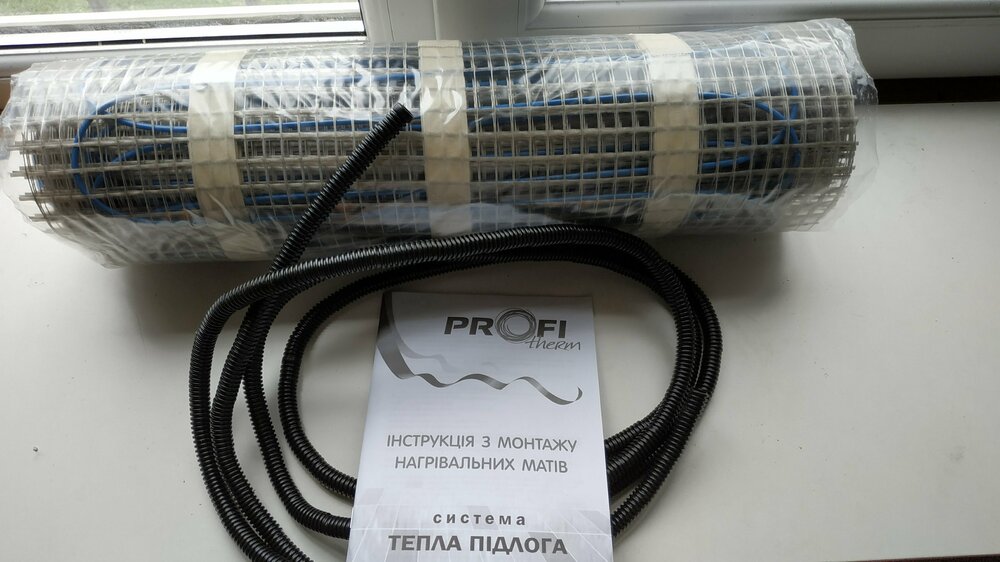 PROFI
therm
ІНСТРУКЦІЯ З МОНТАЖУ
НАГРІВАЛЬНИХ МАТІВ
система
ТЕПЛА ПІДЛОГА